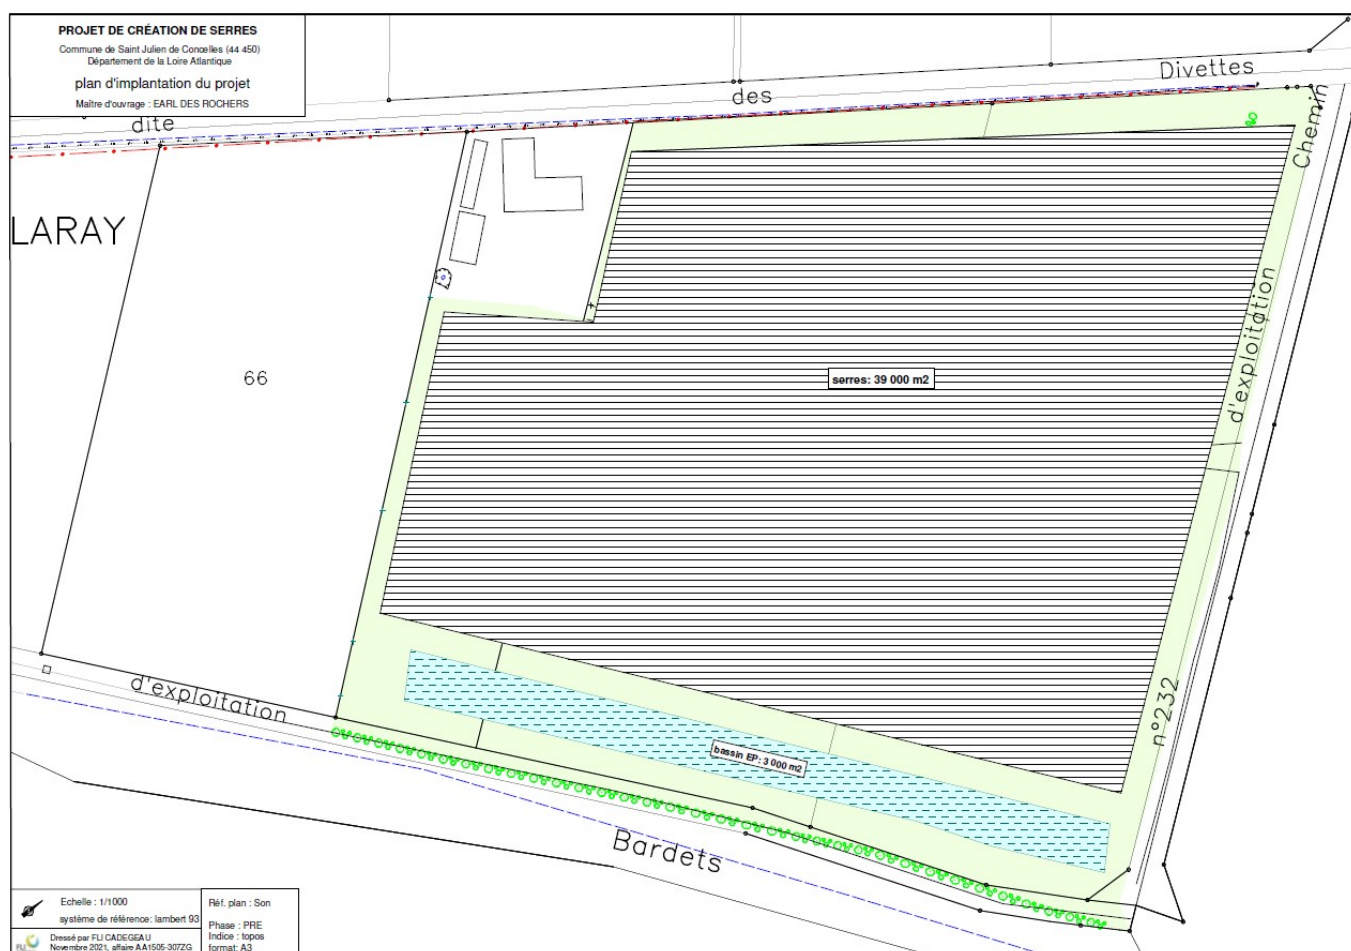 PROJET DE CRÉATION DE SERRES
Commune de Saint Julien de Concelles (44 450)
Département de la Loire Atlantique
plan d'implantation du projet
Maître d'ouvrage : EARL DES ROCHERS
dite
des
Divettes
Chemin
LARAY
d'exploitation
66
serres: 39 000 m2
d'exploitation
n°232
bassin EP: 3 000 m2
Bardets
Echelle : 1/1000
système de référence: lambert 93
Dressé par FLI CADEGEAU
Novembre 2021, affaire AA1505-307ZG
FLI
Réf. plan : Son
Phase : PRE
Indice : topos
format: A3